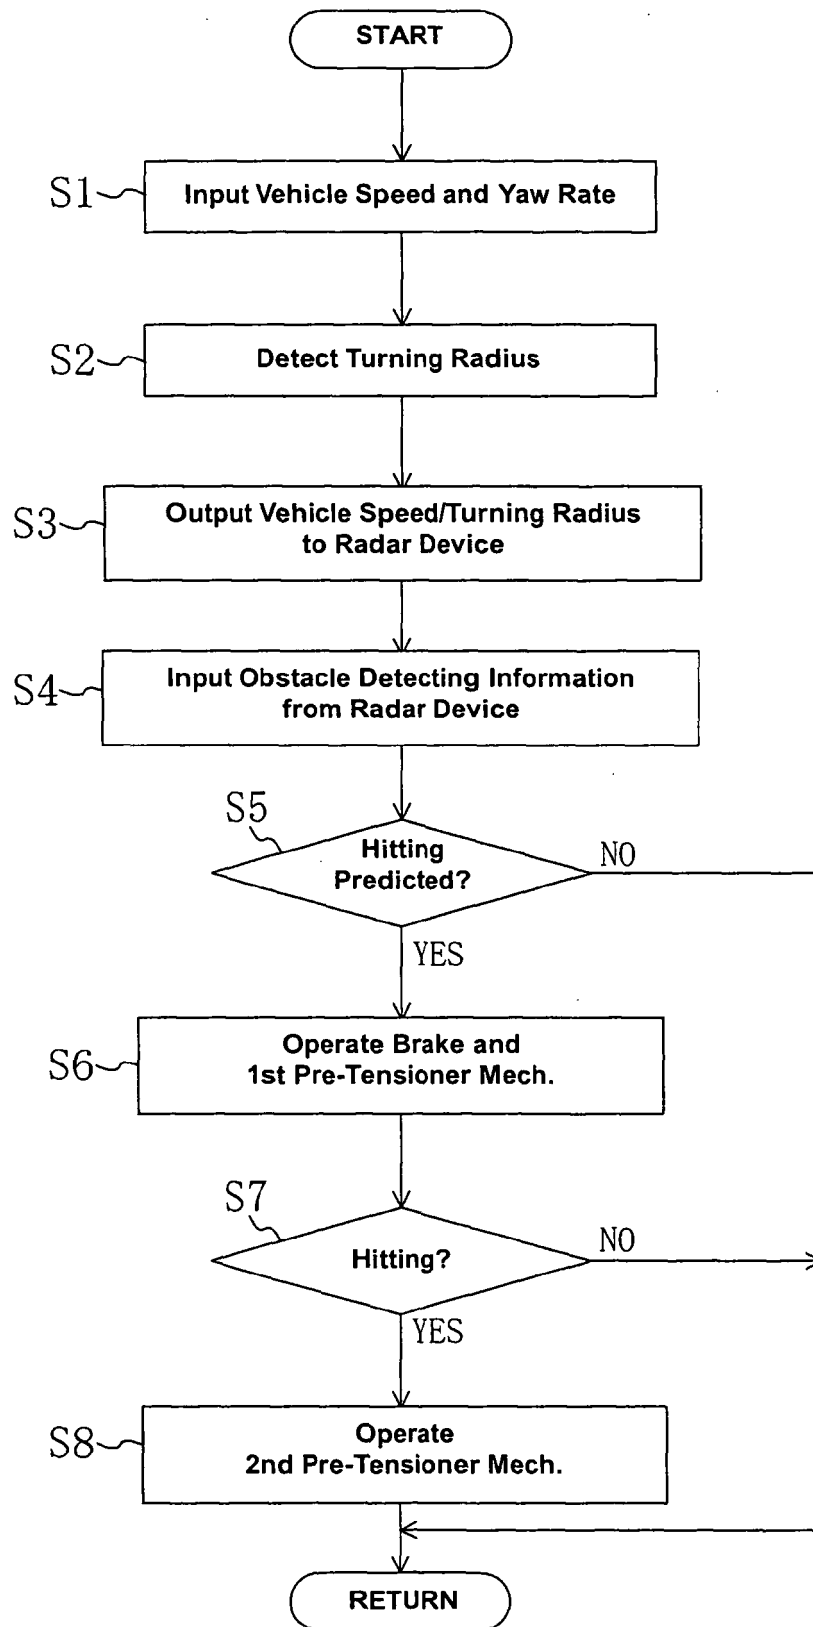 START
S1
Input Vehicle Speed and Yaw Rate
S2
Detect Turning Radius
S3
Output Vehicle Speed/Turning Radius
to Radar Device
S4
Input Obstacle Detecting Information
from Radar Device
S5
Hitting
Predicted?
NO
YES
S6
Operate Brake and
1st Pre-Tensioner Mech.
S7
Hitting?
NO
YES
S8
Operate
2nd Pre-Tensioner Mech.
RETURN